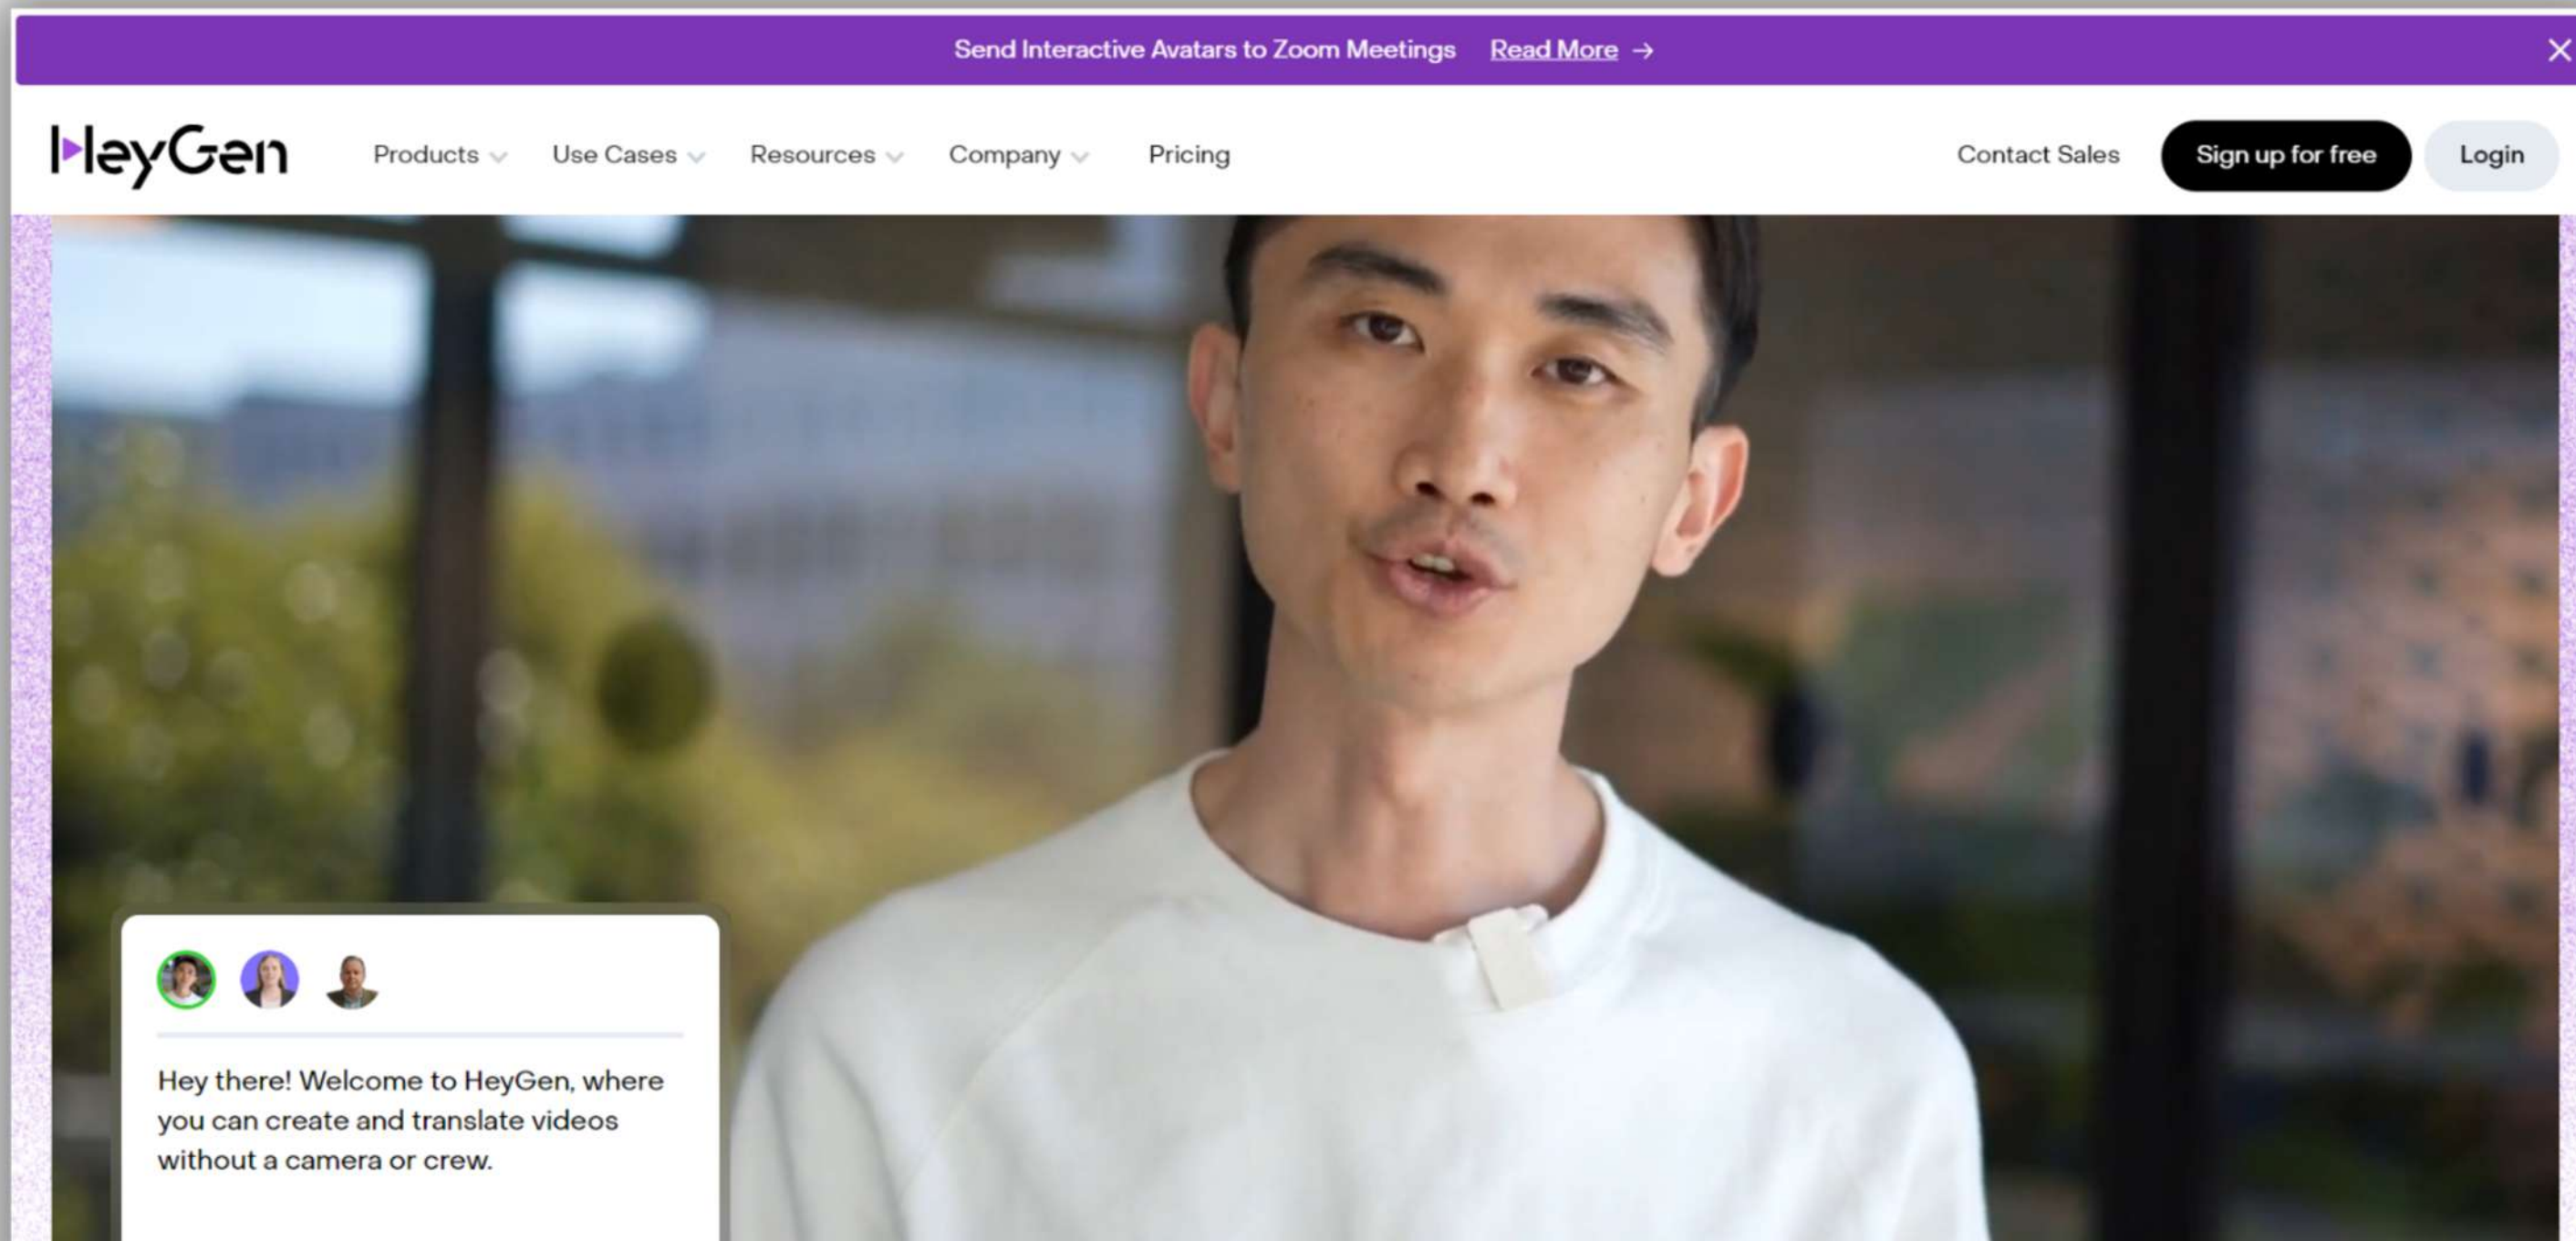 Send Interactive Avatars to Zoom Meetings Read More →
HeyGen Products Use Cases Resources Company Pricing Contact Sales Sign up for free Login
Hey there! Welcome to HeyGen, where
you can create and translate videos
without a camera or crew.